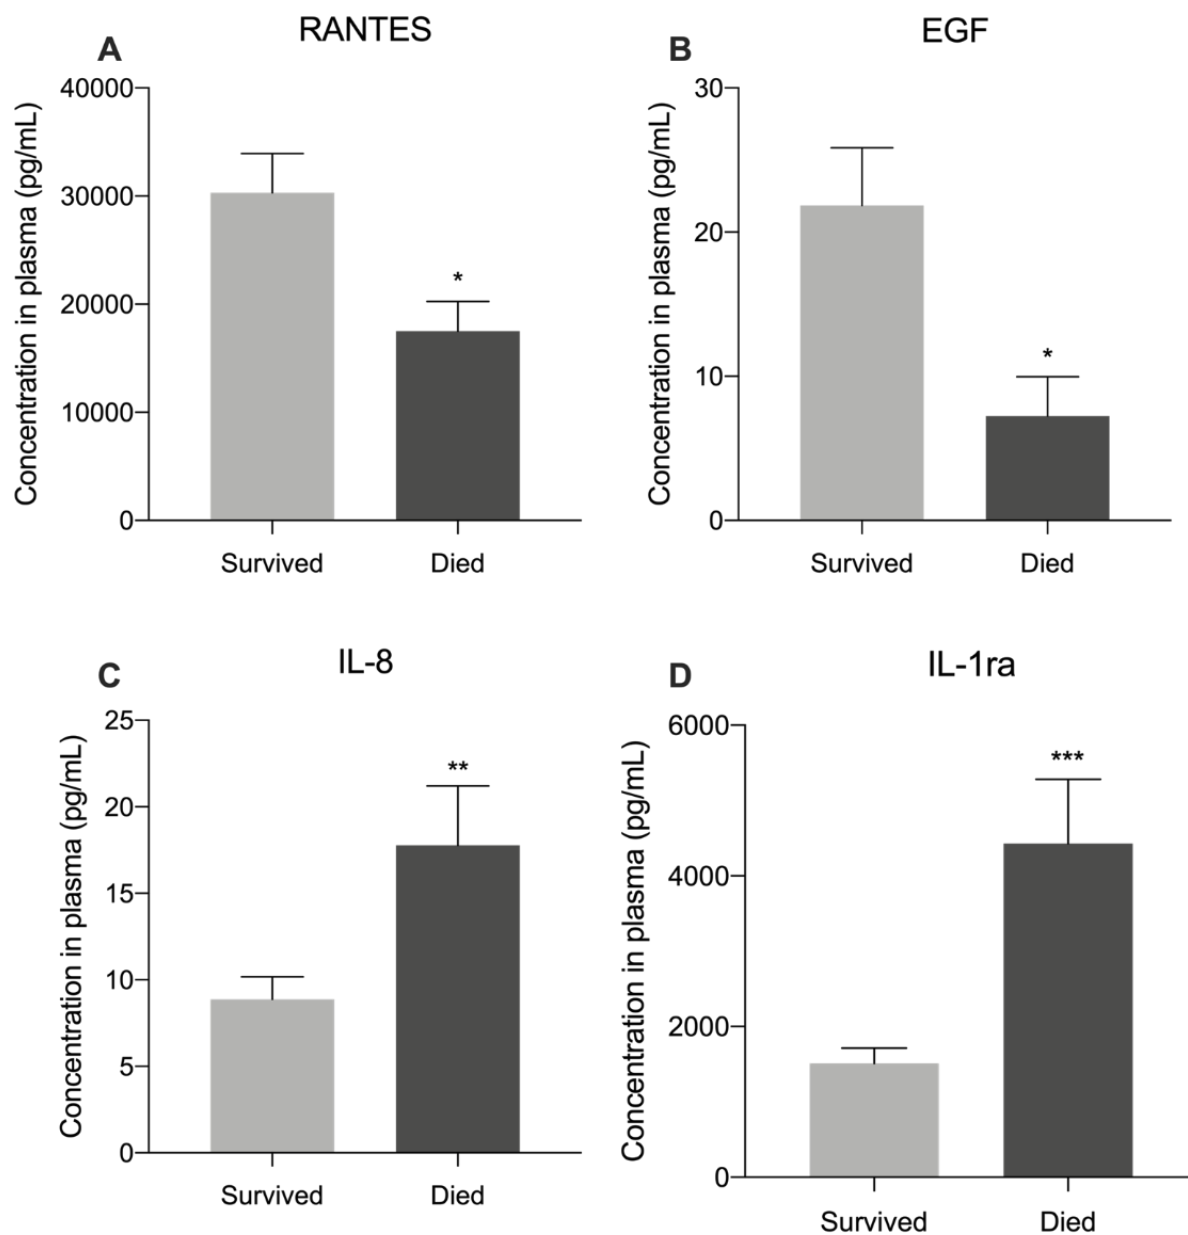 A
RANTES
Concentration in plasma (pg/mL)
40000
30000
20000
10000
0
*
Survived
Died
B
EGF
Concentration in plasma (pg/mL)
30
20
10
0
*
Survived
Died
C
IL-8
Concentration in plasma (pg/mL)
25
20
15
10
5
0
**
Survived
Died
D
IL-1ra
Concentration in plasma (pg/mL)
6000
4000
2000
0
***
Survived
Died